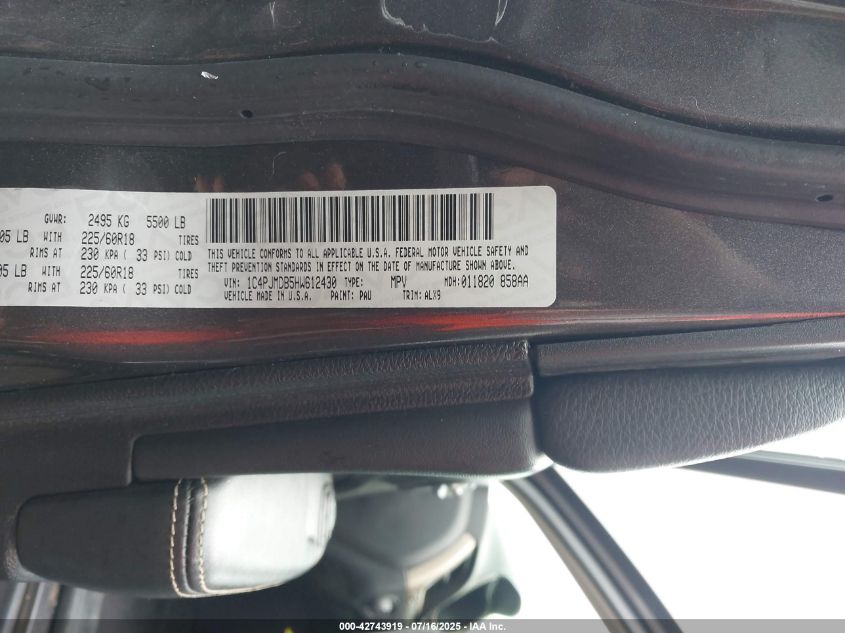 GVWR: 2495 KG 5500 LB
05 LB WITH 225/60R18 TIRES
RIMS AT 230 KPA ( 33 PSI) COLD
05 LB WITH 225/60R18 TIRES
RIMS AT 230 KPA ( 33 PSI) COLD
THIS VEHICLE CONFORMS TO ALL APPLICABLE U.S.A. FEDERAL MOTOR VEHICLE SAFETY AND
THEFT PREVENTION STANDARDS IN EFFECT ON THE DATE OF MANUFACTURE SHOWN ABOVE.
VIN: 1C4PJMDB5HW612430 TYPE: MPV MDH: 011820 858AA
VEHICLE MADE IN PAINT: PAU TRIM: ALX9
000-42743919 - 07/16/2025 - IAA Inc.